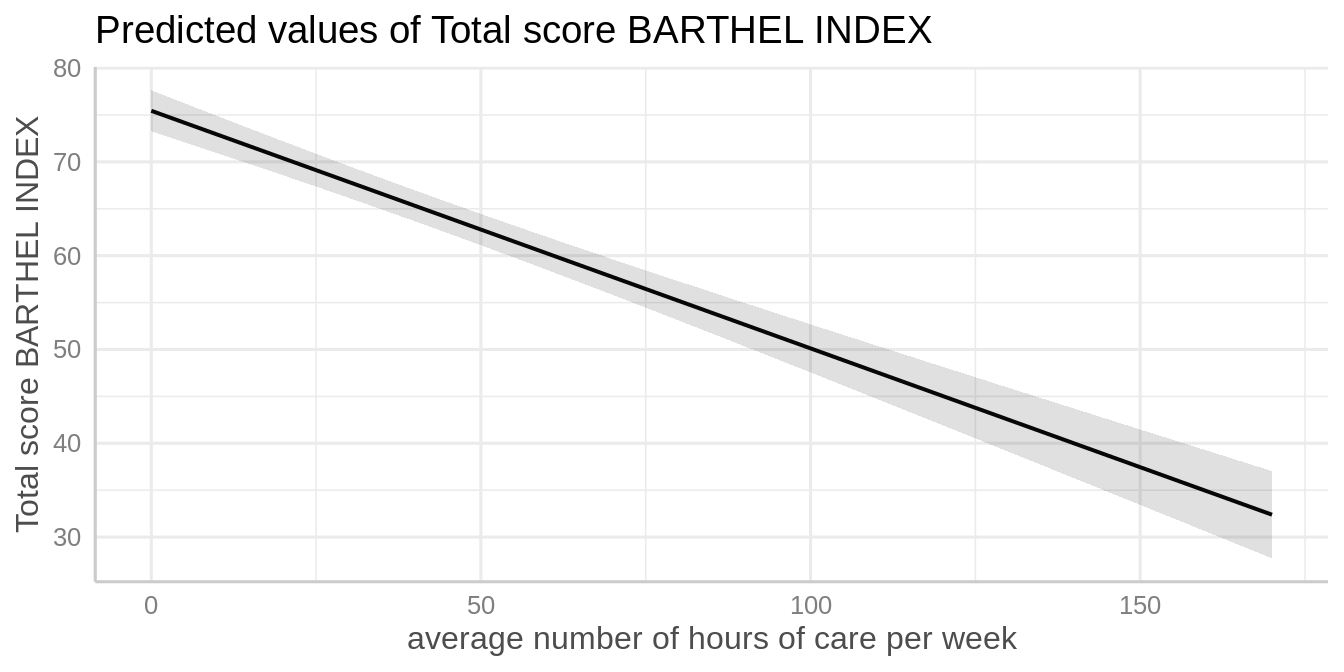 Predicted values of Total score BARTHEL INDEX
Total score BARTHEL INDEX
80
70
60
50
40
30
0 50 100 150
average number of hours of care per week